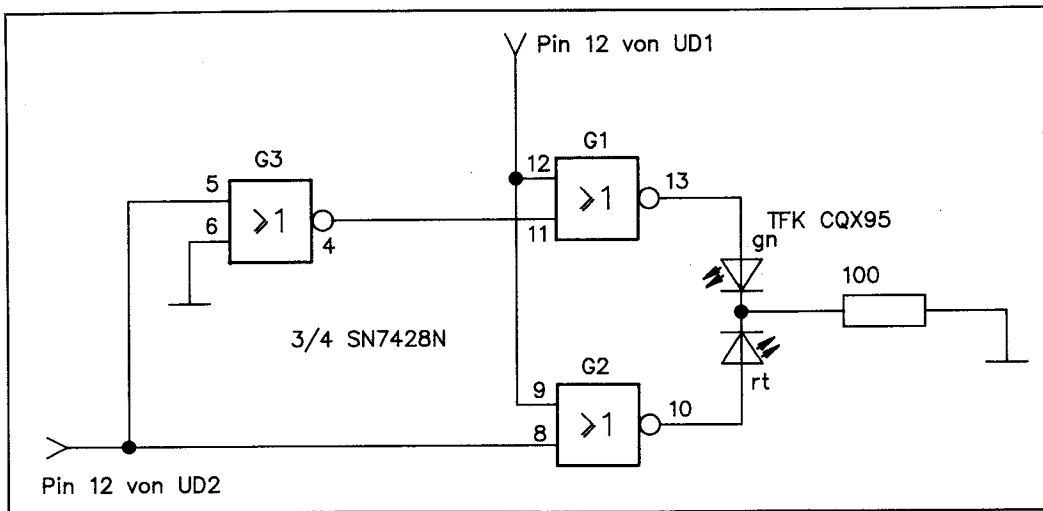 Pin 12 von UD1
G1
12
13
11
G3
5
≥1
6
4
≥1
TFK CQX95
gn
100
3/4 SN7428N
rt
G2
9
10
8
≥1
Pin 12 von UD2